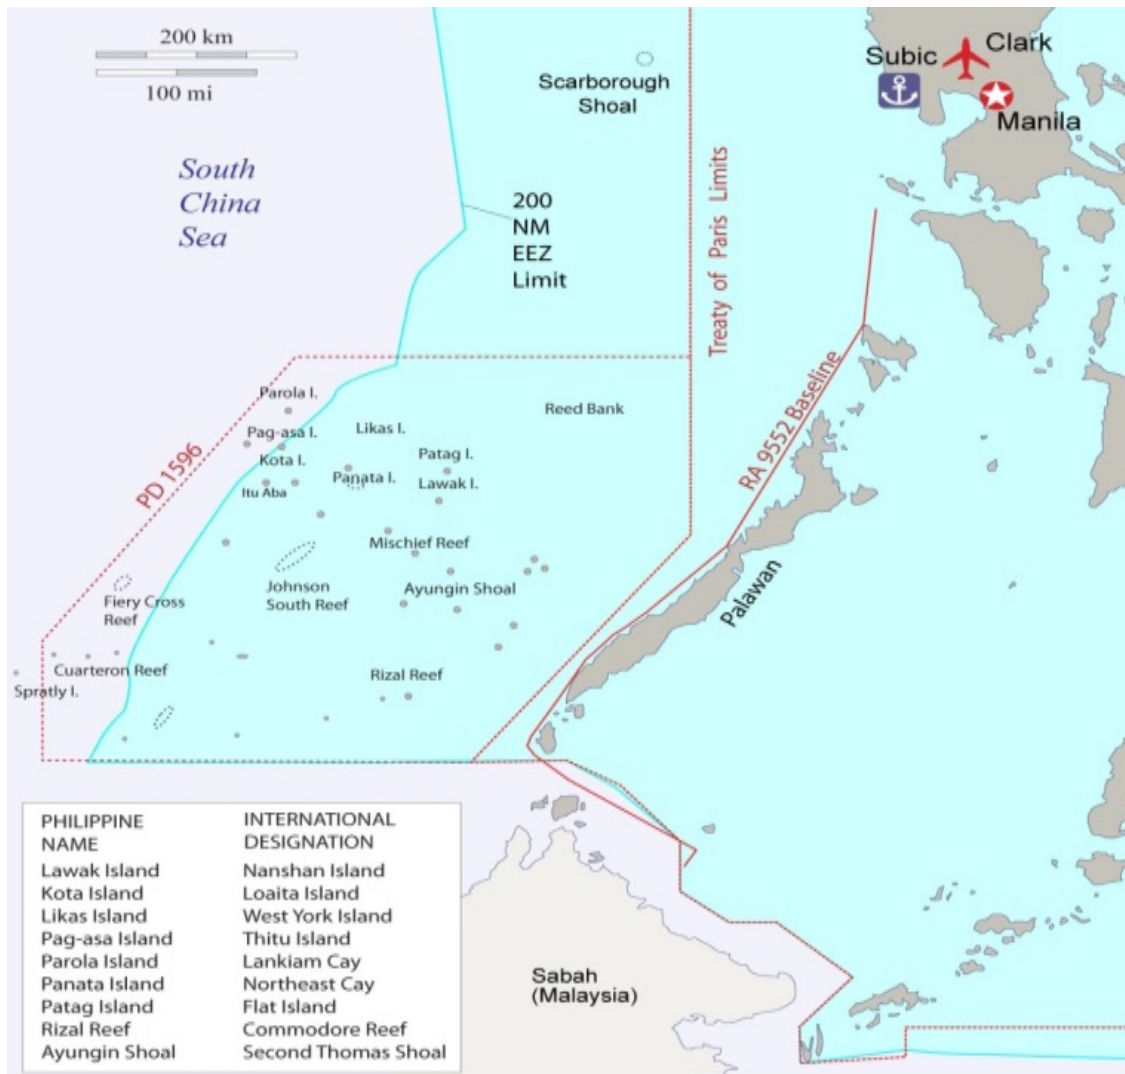 200 km
100 mi
Scarborough
Shoal
Subic
Clark
Manila
South
China
Sea
200
NM
EEZ
Limit
Treaty of Paris Limits
RA 9552 Baseline
PD 1596
Parola I.
Pag-asa I.
Likas I.
Reed Bank
Kota I.
Patag I.
Itu Aba
Panata I.
Lawak I.
Mischief Reef
Johnson
South Reef
Ayungin Shoal
Fiery Cross
Reef
Cuarteron Reef
Rizal Reef
Spratly I.
Palawan
Sabah
(Malaysia)
PHILIPPINE NAME
INTERNATIONAL DESIGNATION
Lawak Island Nanshan Island
Kota Island Loaita Island
Likas Island West York Island
Pag-asa Island Thitu Island
Parola Island Lankiam Cay
Panata Island Northeast Cay
Patag Island Flat Island
Rizal Reef Commodore Reef
Ayungin Shoal Second Thomas Shoal